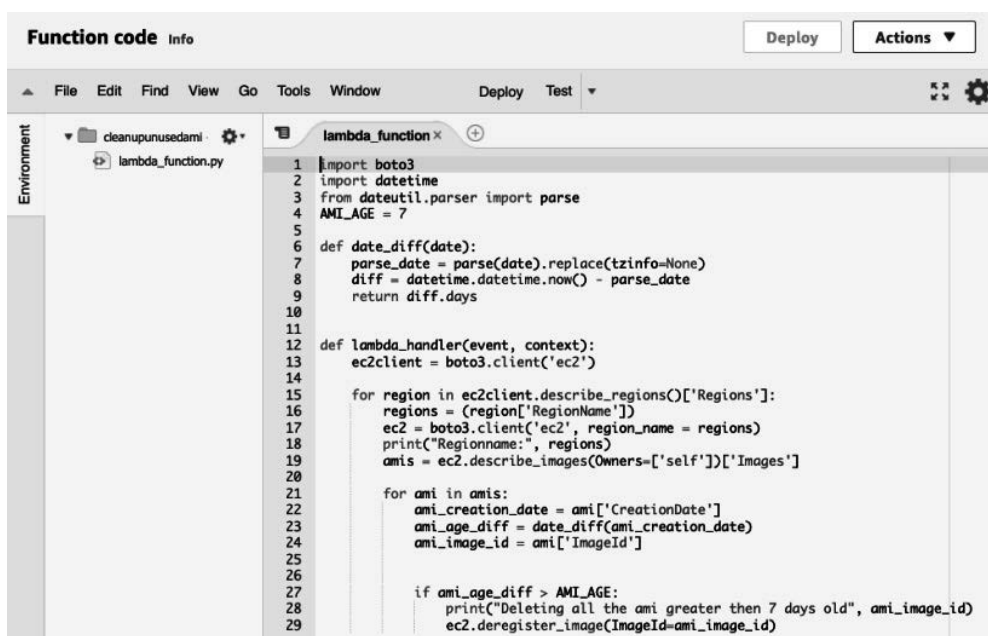 Function code Info
Deploy Actions ▼
File Edit Find View Go Tools Window Deploy Test
Environment
cleanupunusedami
lambda_function.py
lambda_function ×
1 import boto3
2 import datetime
3 from dateutil.parser import parse
4 AMI_AGE = 7
5
6 def date_diff(date):
7     parse_date = parse(date).replace(tzinfo=None)
8     diff = datetime.datetime.now() - parse_date
9     return diff.days
10
11
12 def lambda_handler(event, context):
13     ec2client = boto3.client('ec2')
14
15     for region in ec2client.describe_regions()['Regions']:
16         regions = (region['RegionName'])
17         ec2 = boto3.client('ec2', region_name = regions)
18         print("Regionname:", regions)
19         amis = ec2.describe_images(Owners=['self'])['Images']
20
21         for ami in amis:
22             ami_creation_date = ami['CreationDate']
23             ami_age_diff = date_diff(ami_creation_date)
24             ami_image_id = ami['ImageId']
25
26
27             if ami_age_diff > AMI_AGE:
28                 print("Deleting all the ami greater then 7 days old", ami_image_id)
29                 ec2.deregister_image(ImageId=ami_image_id)